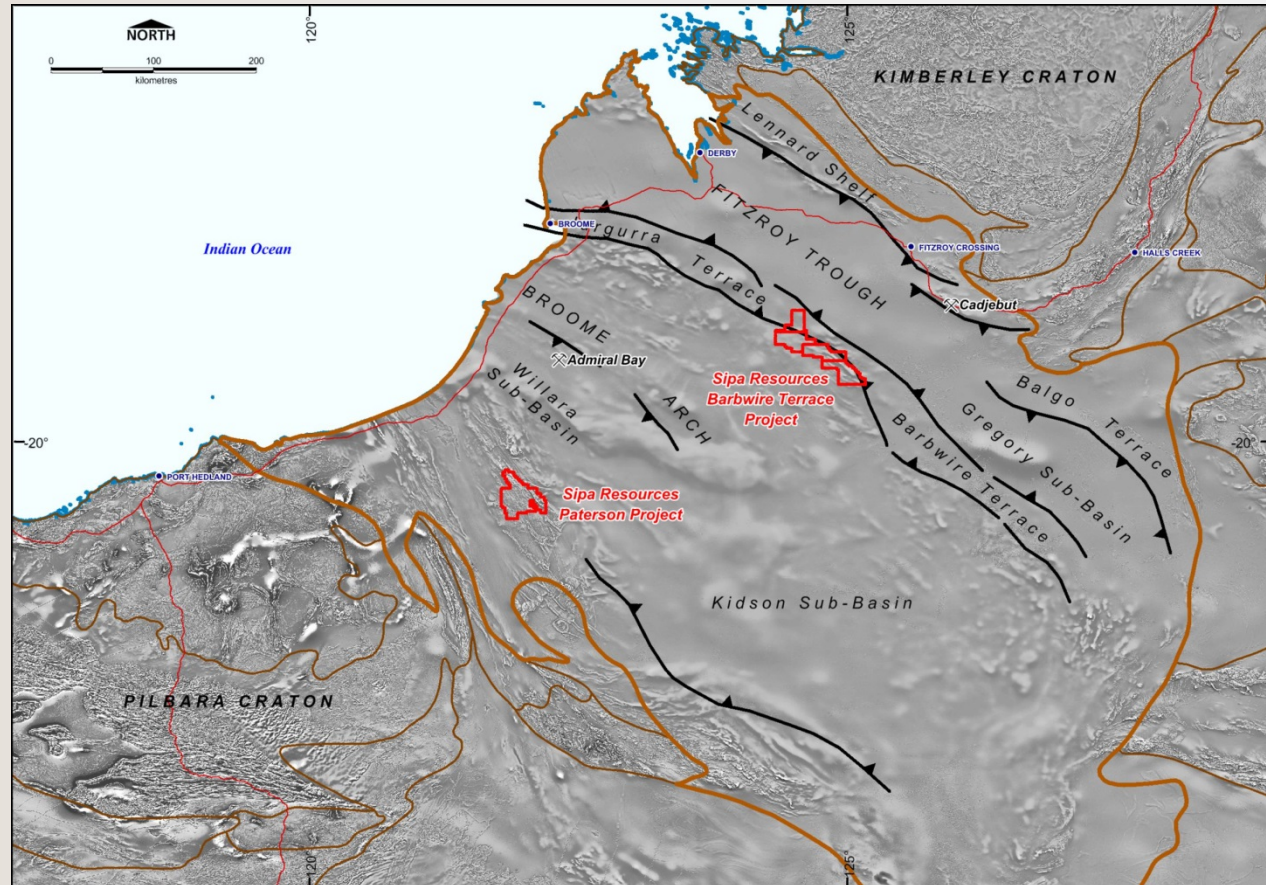 NORTH
0 100 200
kilometres
120°
125°
KIMBERLEY CRATON
Lennard Shelf
DERBY
FITZROY TROUGH
BROOME
Terrace
FITZROY CROSSING
HALLS CREEK
Indian Ocean
Cadjebut
BROOME
ARCH
Admiral Bay
Willara
Sub-Basin
Sipa Resources
Barbwire Terrace
Project
Balgo Terrace
Gregory Sub-Basin
Barbwire Terrace
-20°
-20°
PORT HEDLAND
Sipa Resources
Paterson Project
Kidson Sub-Basin
PILBARA CRATON
120°
125°